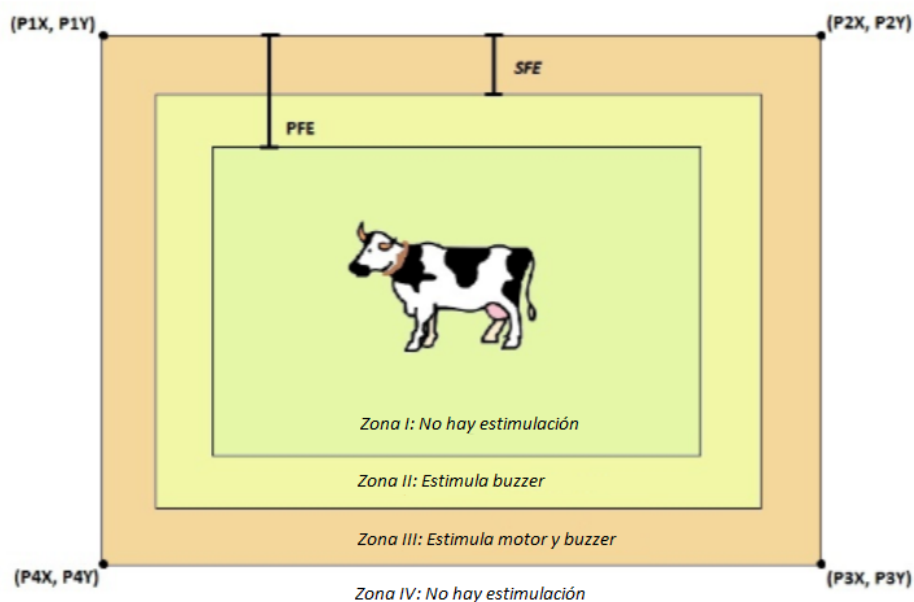 (P1X, P1Y)
(P2X, P2Y)
SFE
PFE
Zona I: No hay estimulación
Zona II: Estimula buzzer
Zona III: Estimula motor y buzzer
(P4X, P4Y)
(P3X, P3Y)
Zona IV: No hay estimulación